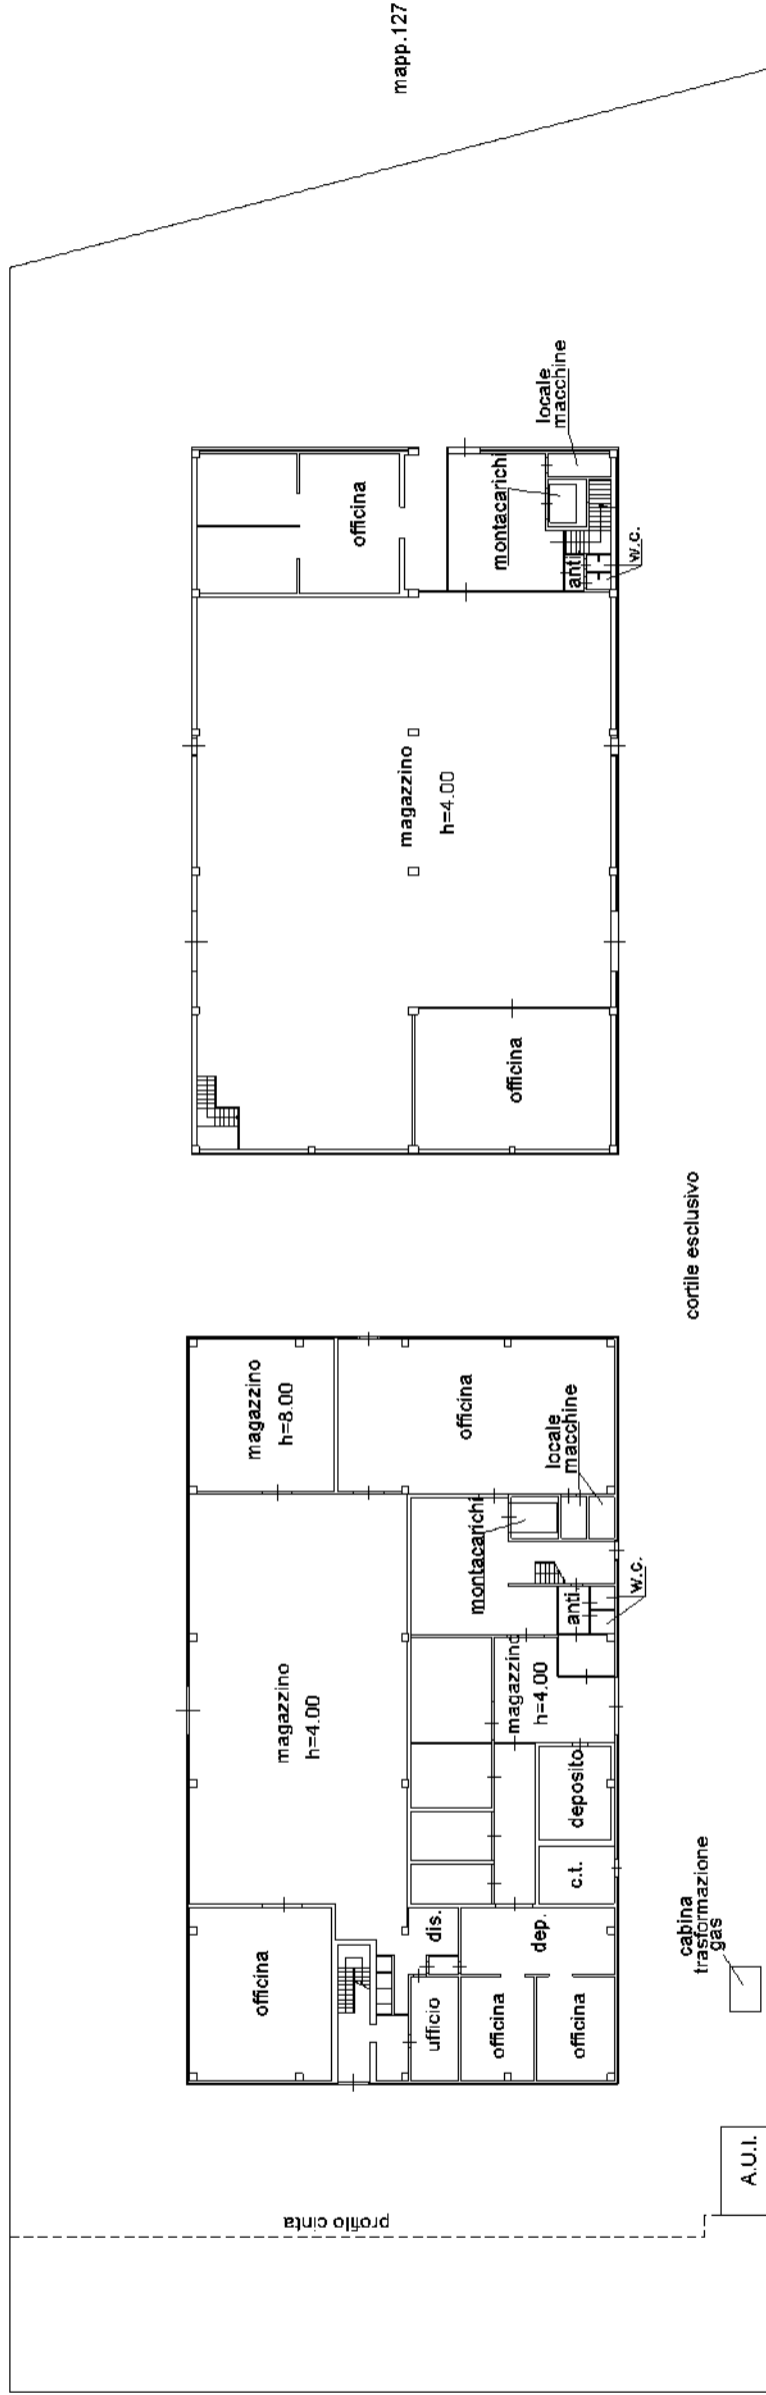 mapp.127
locale
macchine
montacarichi
officina
anti.
w.c.
magazzino
h=4.00
officina
cortile esclusivo
magazzino
h=8.00
officina
locale
macchine
montacarichi
anti.
w.c.
magazzino
h=4.00
magazzino
h=4.00
deposito
c.t.
dis.
dep.
officina
ufficio
officina
officina
cabina
trasformazione
gas
A.U.I.
profilo cinta